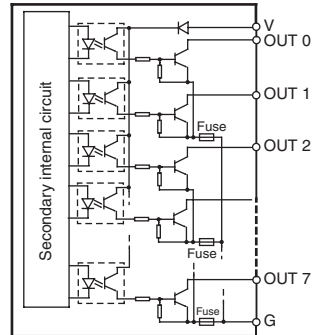 Secondary internal circuit
V
OUT 0
OUT 1
Fuse
OUT 2
Fuse
OUT 7
Fuse
G